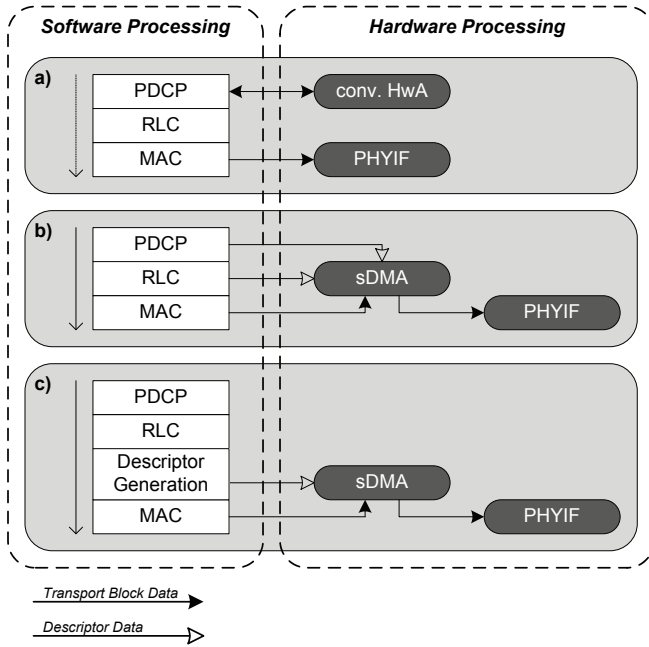 Software Processing
Hardware Processing
a)
PDCP
conv. HwA
RLC
MAC
PHYIF
b)
PDCP
RLC
sDMA
MAC
PHYIF
c)
PDCP
RLC
Descriptor
Generation
sDMA
MAC
PHYIF
Transport Block Data
Descriptor Data